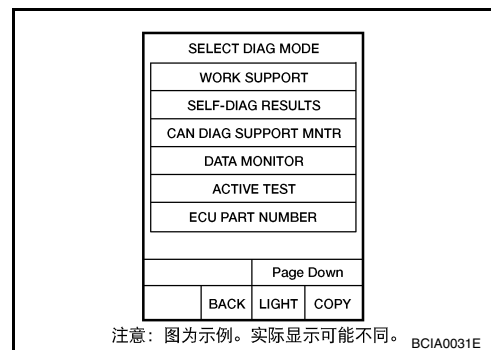 SELECT DIAG MODE
WORK SUPPORT
SELF-DIAG RESULTS
CAN DIAG SUPPORT MNTR
DATA MONITOR
ACTIVE TEST
ECU PART NUMBER
Page Down
BACK LIGHT COPY
注意：图为示例。实际显示可能不同。 BCIA0031E